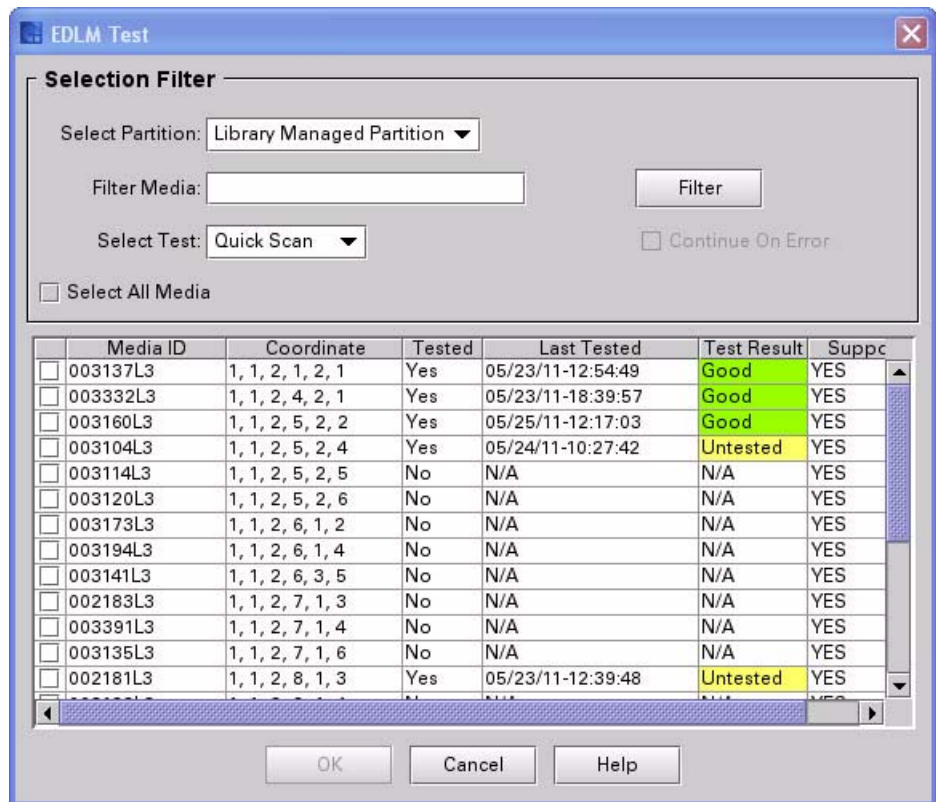 EDLM Test
Selection Filter
Select Partition: Library Managed Partition
Filter Media: Filter
Select Test: Quick Scan Continue On Error
Select All Media
Media ID Coordinate Tested Last Tested Test Result Suppo
003137L3 1, 1, 2, 1, 2, 1 Yes 05/23/11-12:54:49 Good YES
003332L3 1, 1, 2, 4, 2, 1 Yes 05/23/11-18:39:57 Good YES
003160L3 1, 1, 2, 5, 2, 2 Yes 05/25/11-12:17:03 Good YES
003104L3 1, 1, 2, 5, 2, 4 Yes 05/24/11-10:27:42 Untested YES
003114L3 1, 1, 2, 5, 2, 5 No N/A N/A YES
003120L3 1, 1, 2, 5, 2, 6 No N/A N/A YES
003173L3 1, 1, 2, 6, 1, 2 No N/A N/A YES
003194L3 1, 1, 2, 6, 1, 4 No N/A N/A YES
003141L3 1, 1, 2, 6, 3, 5 No N/A N/A YES
002183L3 1, 1, 2, 7, 1, 3 No N/A N/A YES
003391L3 1, 1, 2, 7, 1, 4 No N/A N/A YES
003135L3 1, 1, 2, 7, 1, 6 No N/A N/A YES
002181L3 1, 1, 2, 8, 1, 3 Yes 05/23/11-12:39:48 Untested YES
OK Cancel Help